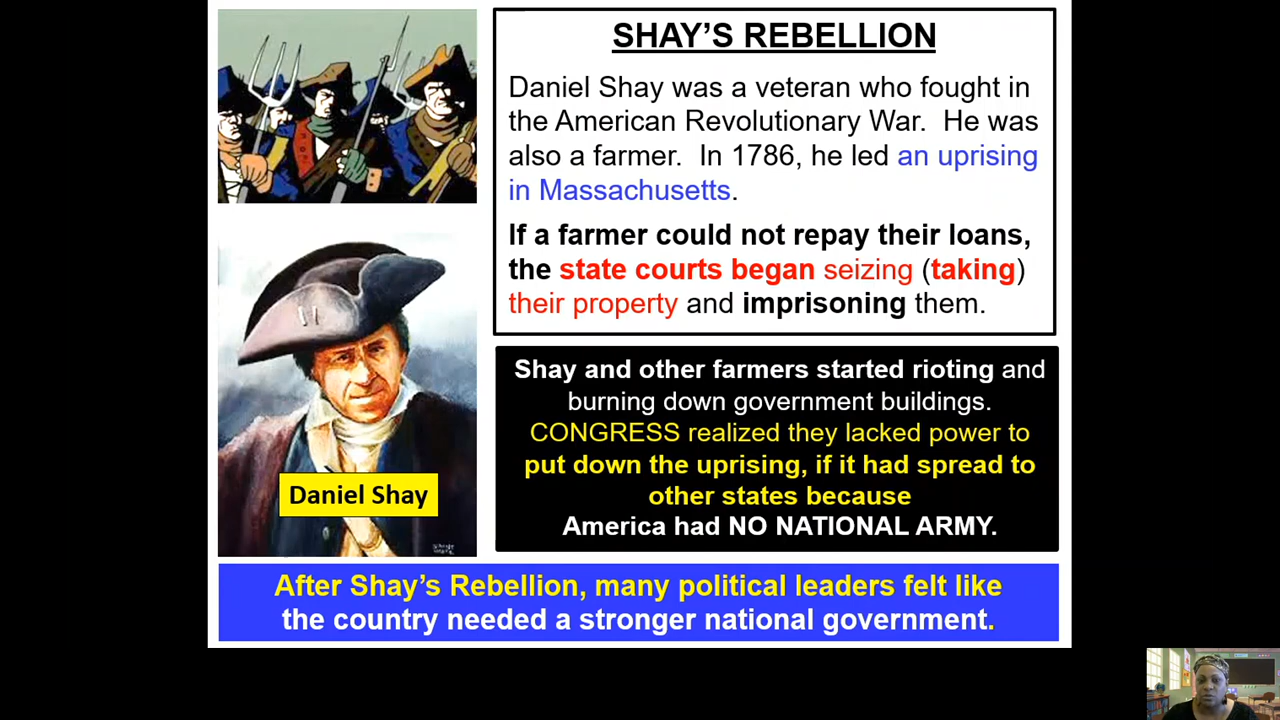 SHAY'S REBELLION
Daniel Shay was a veteran who fought in
the American Revolutionary War. He was
also a farmer. In 1786, he led an uprising
in Massachusetts.
If a farmer could not repay their loans,
the state courts began seizing (taking)
their property and imprisoning them.
Shay and other farmers started rioting and
burning down government buildings.
CONGRESS realized they lacked power to
put down the uprising, if it had spread to
other states because
America had NO NATIONAL ARMY.
Daniel Shay
After Shay's Rebellion, many political leaders felt like
the country needed a stronger national government.